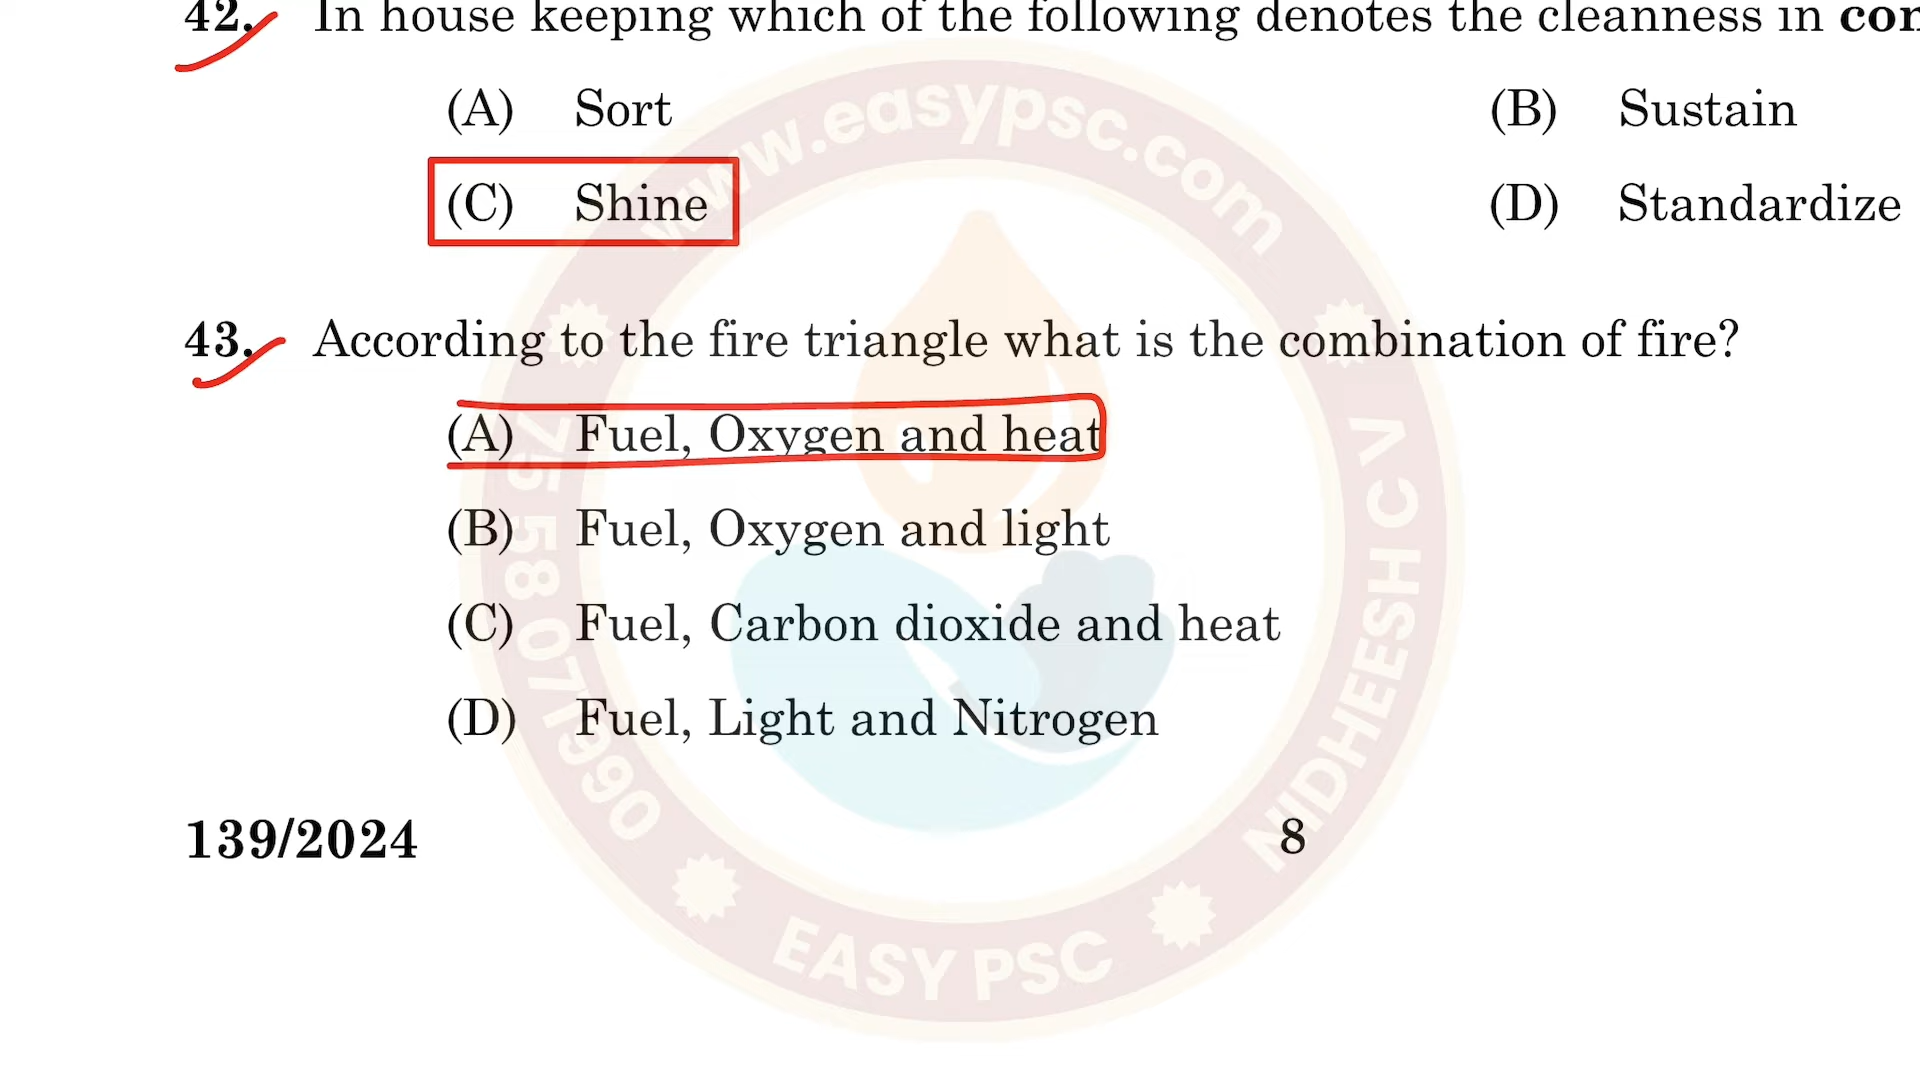 42. In house keeping which of the following denotes the cleanness in
(A) Sort (B) Sustain
(C) Shine (D) Standardize
43. According to the fire triangle what is the combination of fire?
(A) Fuel, Oxygen and heat
(B) Fuel, Oxygen and light
(C) Fuel, Carbon dioxide and heat
(D) Fuel, Light and Nitrogen
139/2024 8
www.easypsc.com
NIDHEESH C V
EASY PSC